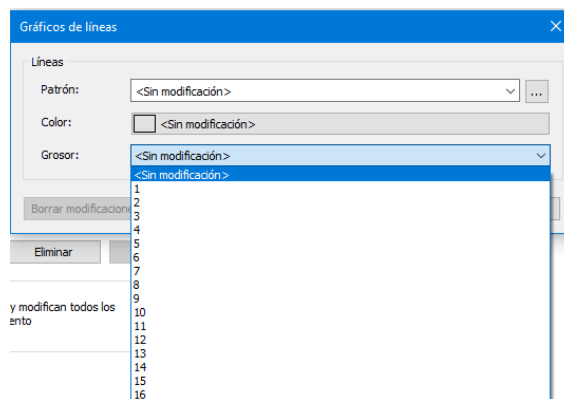 Gráficos de líneas
Líneas
Patrón: <Sin modificación> ...
Color: <Sin modificación>
Grosor: <Sin modificación>
<Sin modificación>
1
Borrar modificacion
2
3
4
Eliminar
5
6
7
8
9
y modifican todos los
10
ento
11
12
13
14
15
16